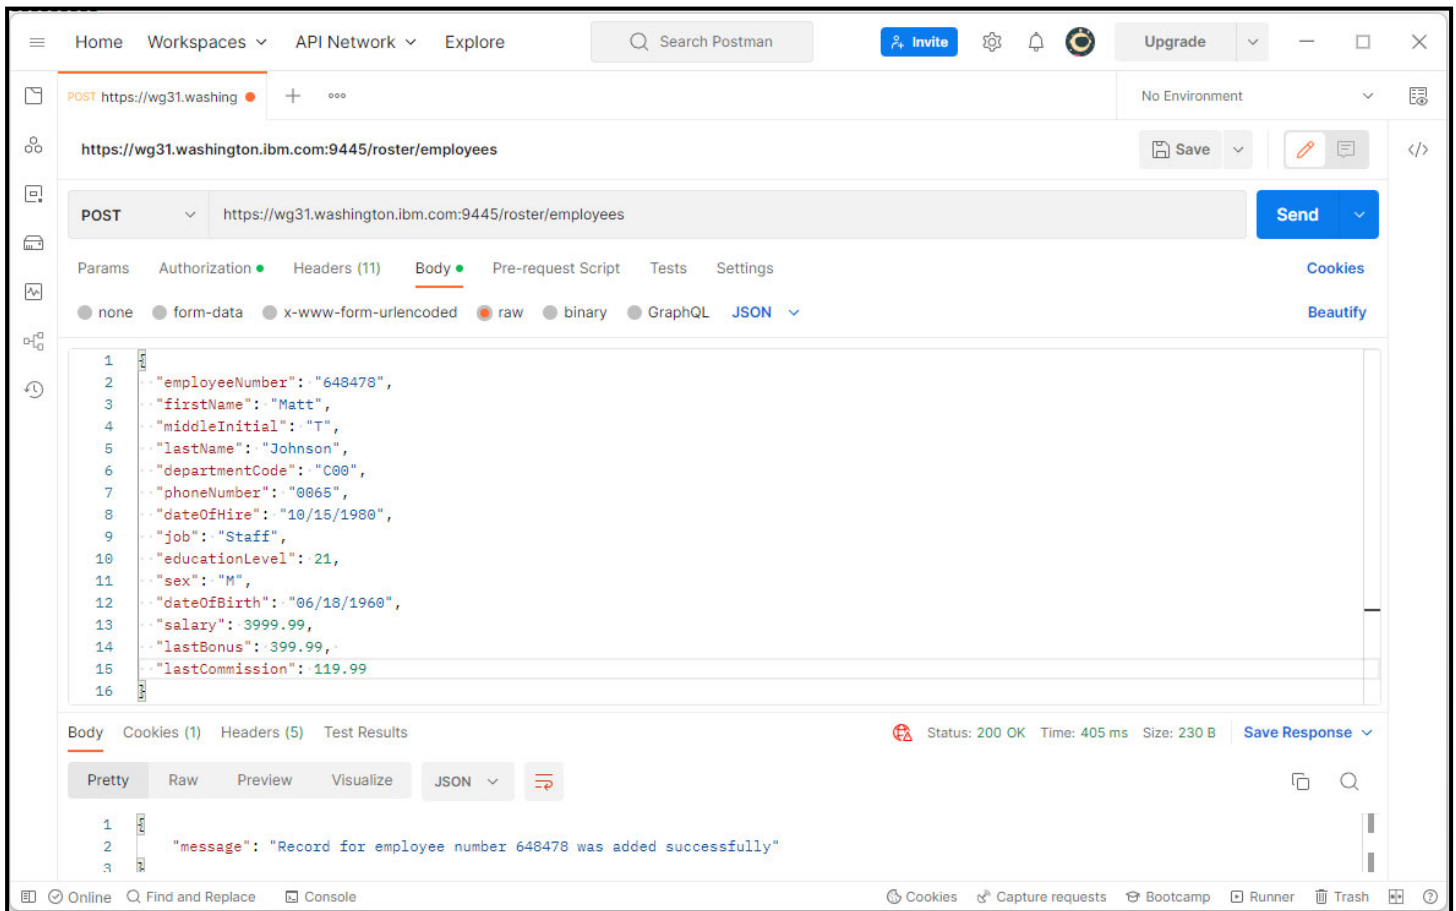 Home Workspaces API Network Explore Search Postman Invite Upgrade
POST https://wg31.washing No Environment
https://wg31.washington.ibm.com:9445/roster/employees Save </>
POST https://wg31.washington.ibm.com:9445/roster/employees Send
Params Authorization Headers (11) Body Pre-request Script Tests Settings Cookies
none form-data x-www-form-urlencoded raw binary GraphQL JSON Beautify
1 {
2 "employeeNumber": "648478",
3 "firstName": "Matt",
4 "middleInitial": "T",
5 "lastName": "Johnson",
6 "departmentCode": "C00",
7 "phoneNumber": "0065",
8 "dateOfHire": "10/15/1980",
9 "job": "Staff",
10 "educationLevel": 21,
11 "sex": "M",
12 "dateOfBirth": "06/18/1960",
13 "salary": 3999.99,
14 "lastBonus": 399.99,
15 "lastCommission": 119.99
16 }
Body Cookies (1) Headers (5) Test Results Status: 200 OK Time: 405 ms Size: 230 B Save Response
Pretty Raw Preview Visualize JSON
1 {
2 "message": "Record for employee number 648478 was added successfully"
3 }
Online Find and Replace Console Cookies Capture requests Bootcamp Runner Trash